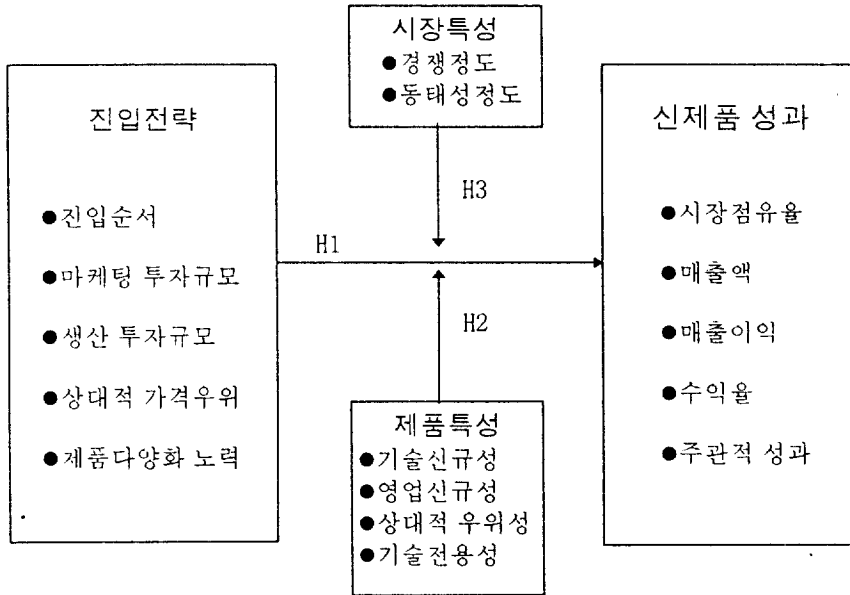 시장특성
●경쟁정도
●동태성정도
진입전략
●진입순서
●마케팅 투자규모
●생산 투자규모
●상대적 가격우위
●제품다양화 노력
H3
H1
H2
제품특성
●기술신규성
●영업신규성
●상대적 우위성
●기술전용성
신제품 성과
●시장점유율
●매출액
●매출이익
●수익율
●주관적 성과